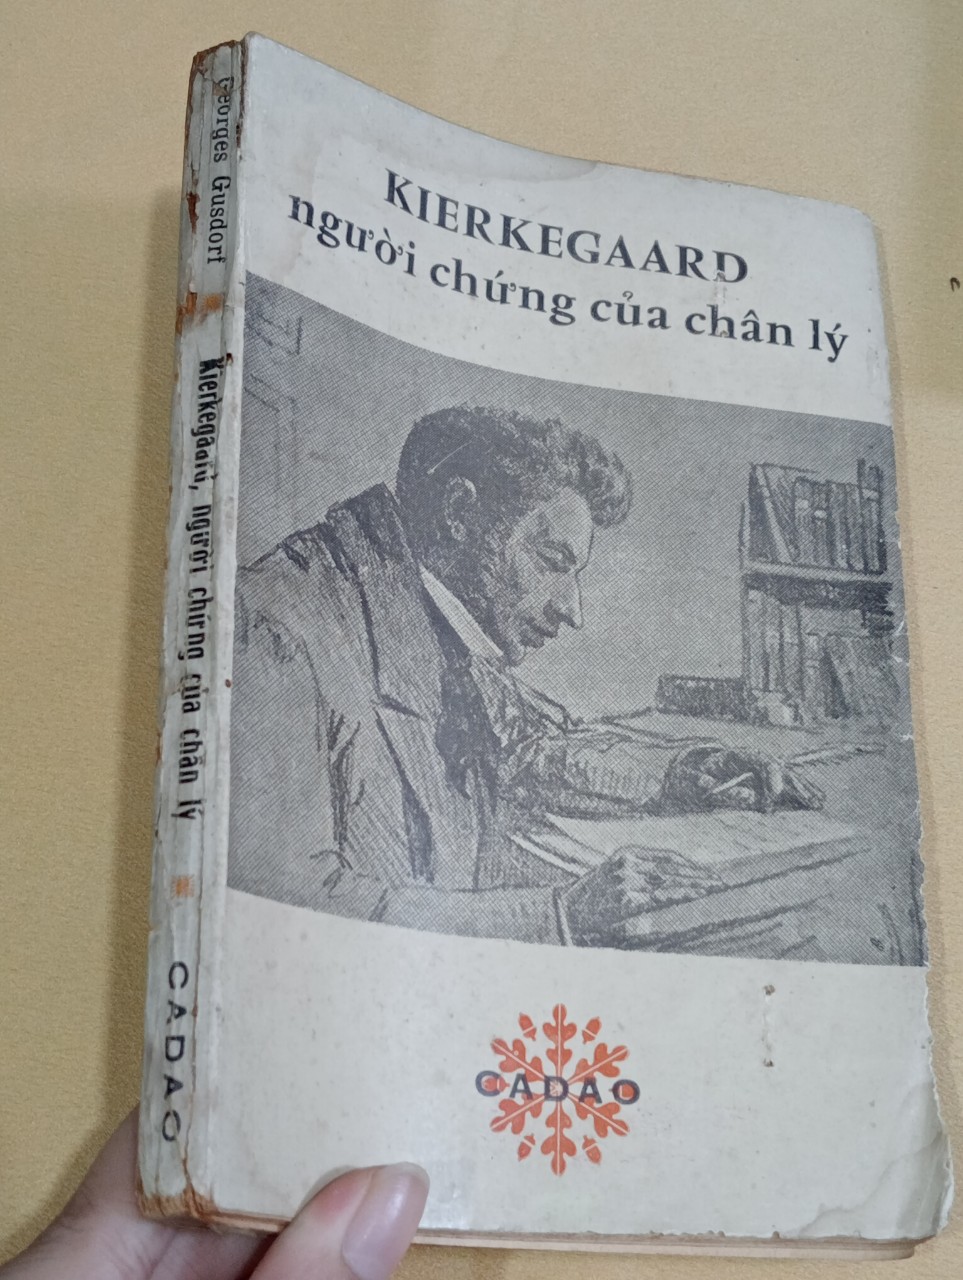 KIERKEGAARD
người chứng của chân lý
CADAO
Georges Gusdorf
Kierkegaard, người chứng của chân lý
CADAO